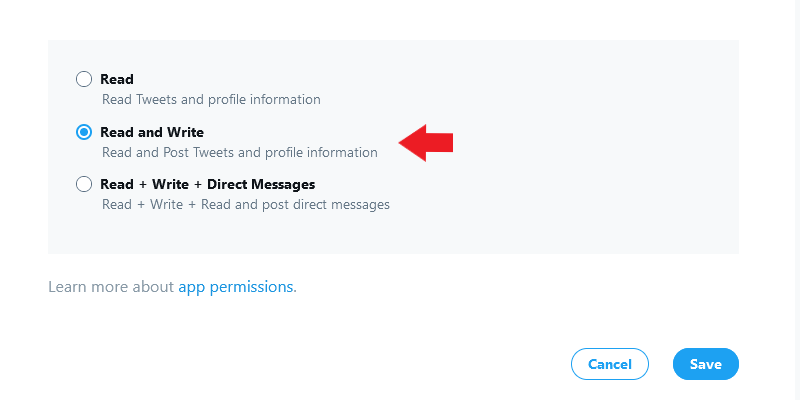 Read
Read Tweets and profile information
Read and Write
Read and Post Tweets and profile information
Read + Write + Direct Messages
Read + Write + Read and post direct messages
Learn more about app permissions.
Cancel Save